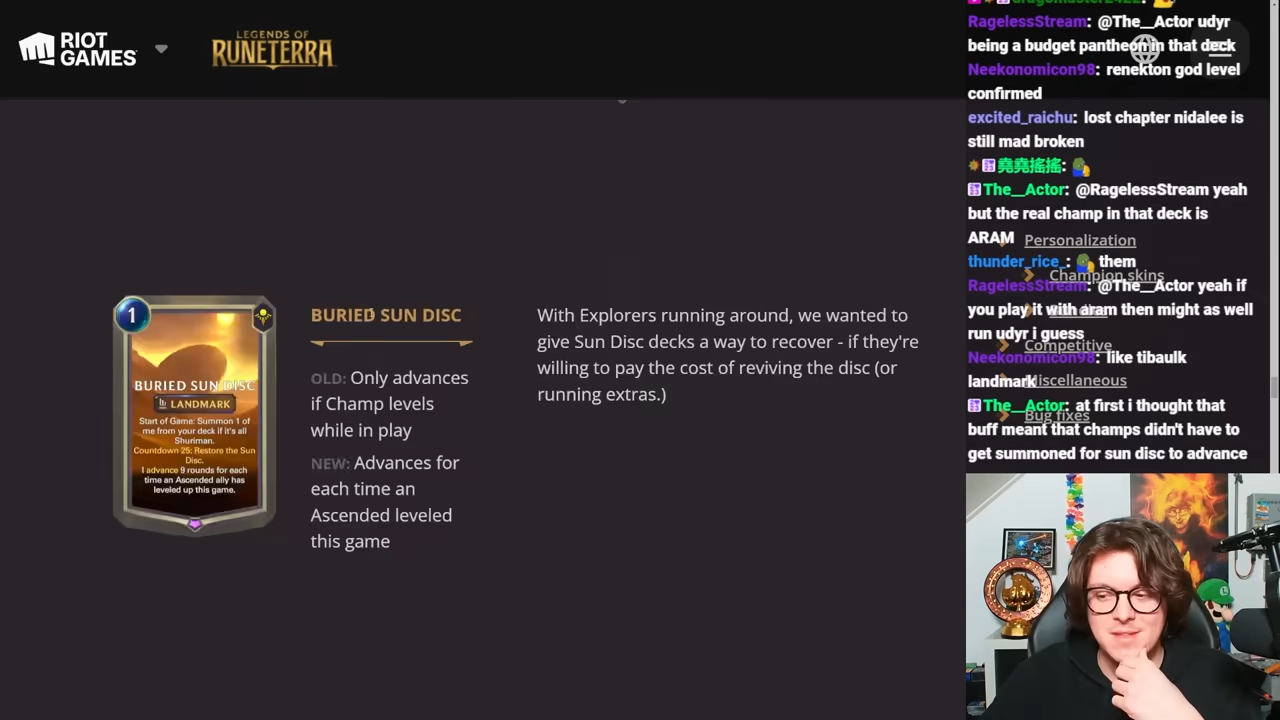 RIOT
GAMES
LEGENDS OF
RUNETERRA
1
BURIED SUN DISC
LANDMARK
Start of Game: Summon 1 of
me from your deck if it's all
Shuriman.
Countdown 25: Restore the Sun
Disc.
I advance 9 rounds for each
time an Ascended ally has
leveled up this game.
BURIED SUN DISC
OLD: Only advances
if Champ levels
while in play
NEW: Advances for
each time an
Ascended leveled
this game
With Explorers running around, we wanted to
give Sun Disc decks a way to recover - if they're
willing to pay the cost of reviving the disc (or
running extras.)
RagelessStream: @The__Actor udyr
being a budget pantheon in that deck
Neekonomicon98: renekton god level
confirmed
excited_raichu: lost chapter nidalee is
still mad broken
堯堯搖搖:
The__Actor: @RagelessStream yeah
but the real champ in that deck is
ARAM
Personalization
thunder_rice_: them
Champion skins
RagelessStream: @The__Actor yeah if
you play it with aram then might as well
run udyr i guess
Competitive
Neekonomicon98: like tibaulk
landmark
Miscellaneous
The__Actor: at first i thought that
Bug fixes
buff meant that champs didn't have to
get summoned for sun disc to advance